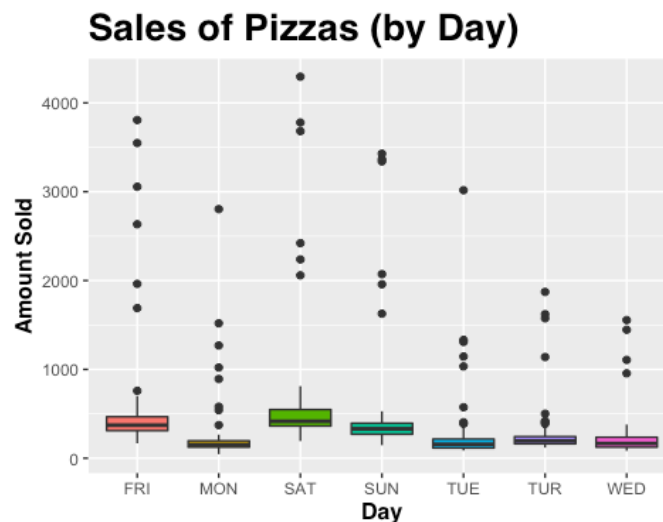 Sales of Pizzas (by Day)
Amount Sold
4000
3000
2000
1000
0
FRI MON SAT SUN TUE TUR WED
Day